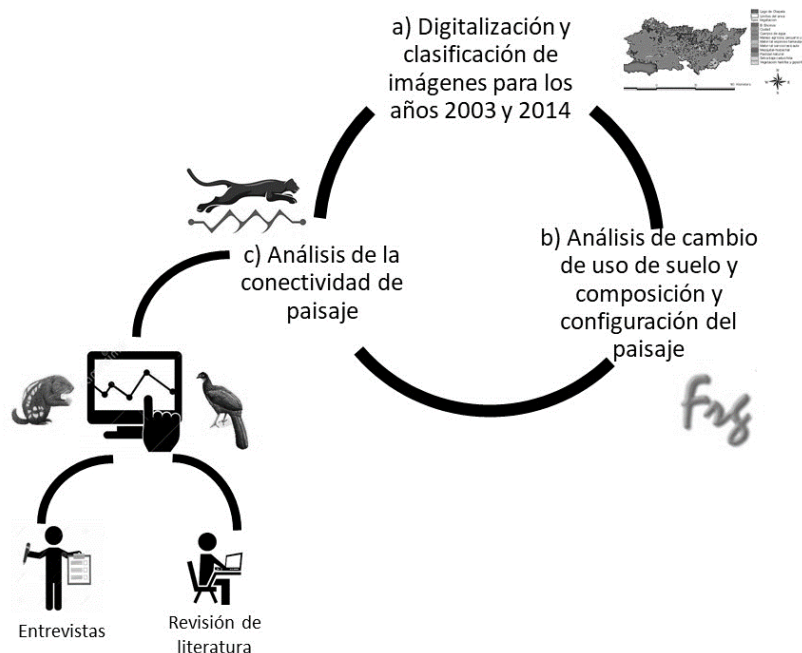 a) Digitalización y
clasificación de
imágenes para los
años 2003 y 2014
b) Análisis de cambio
de uso de suelo y
composición y
configuración del
paisaje
Frg
c) Análisis de la
conectividad de
paisaje
Entrevistas
Revisión de
literatura